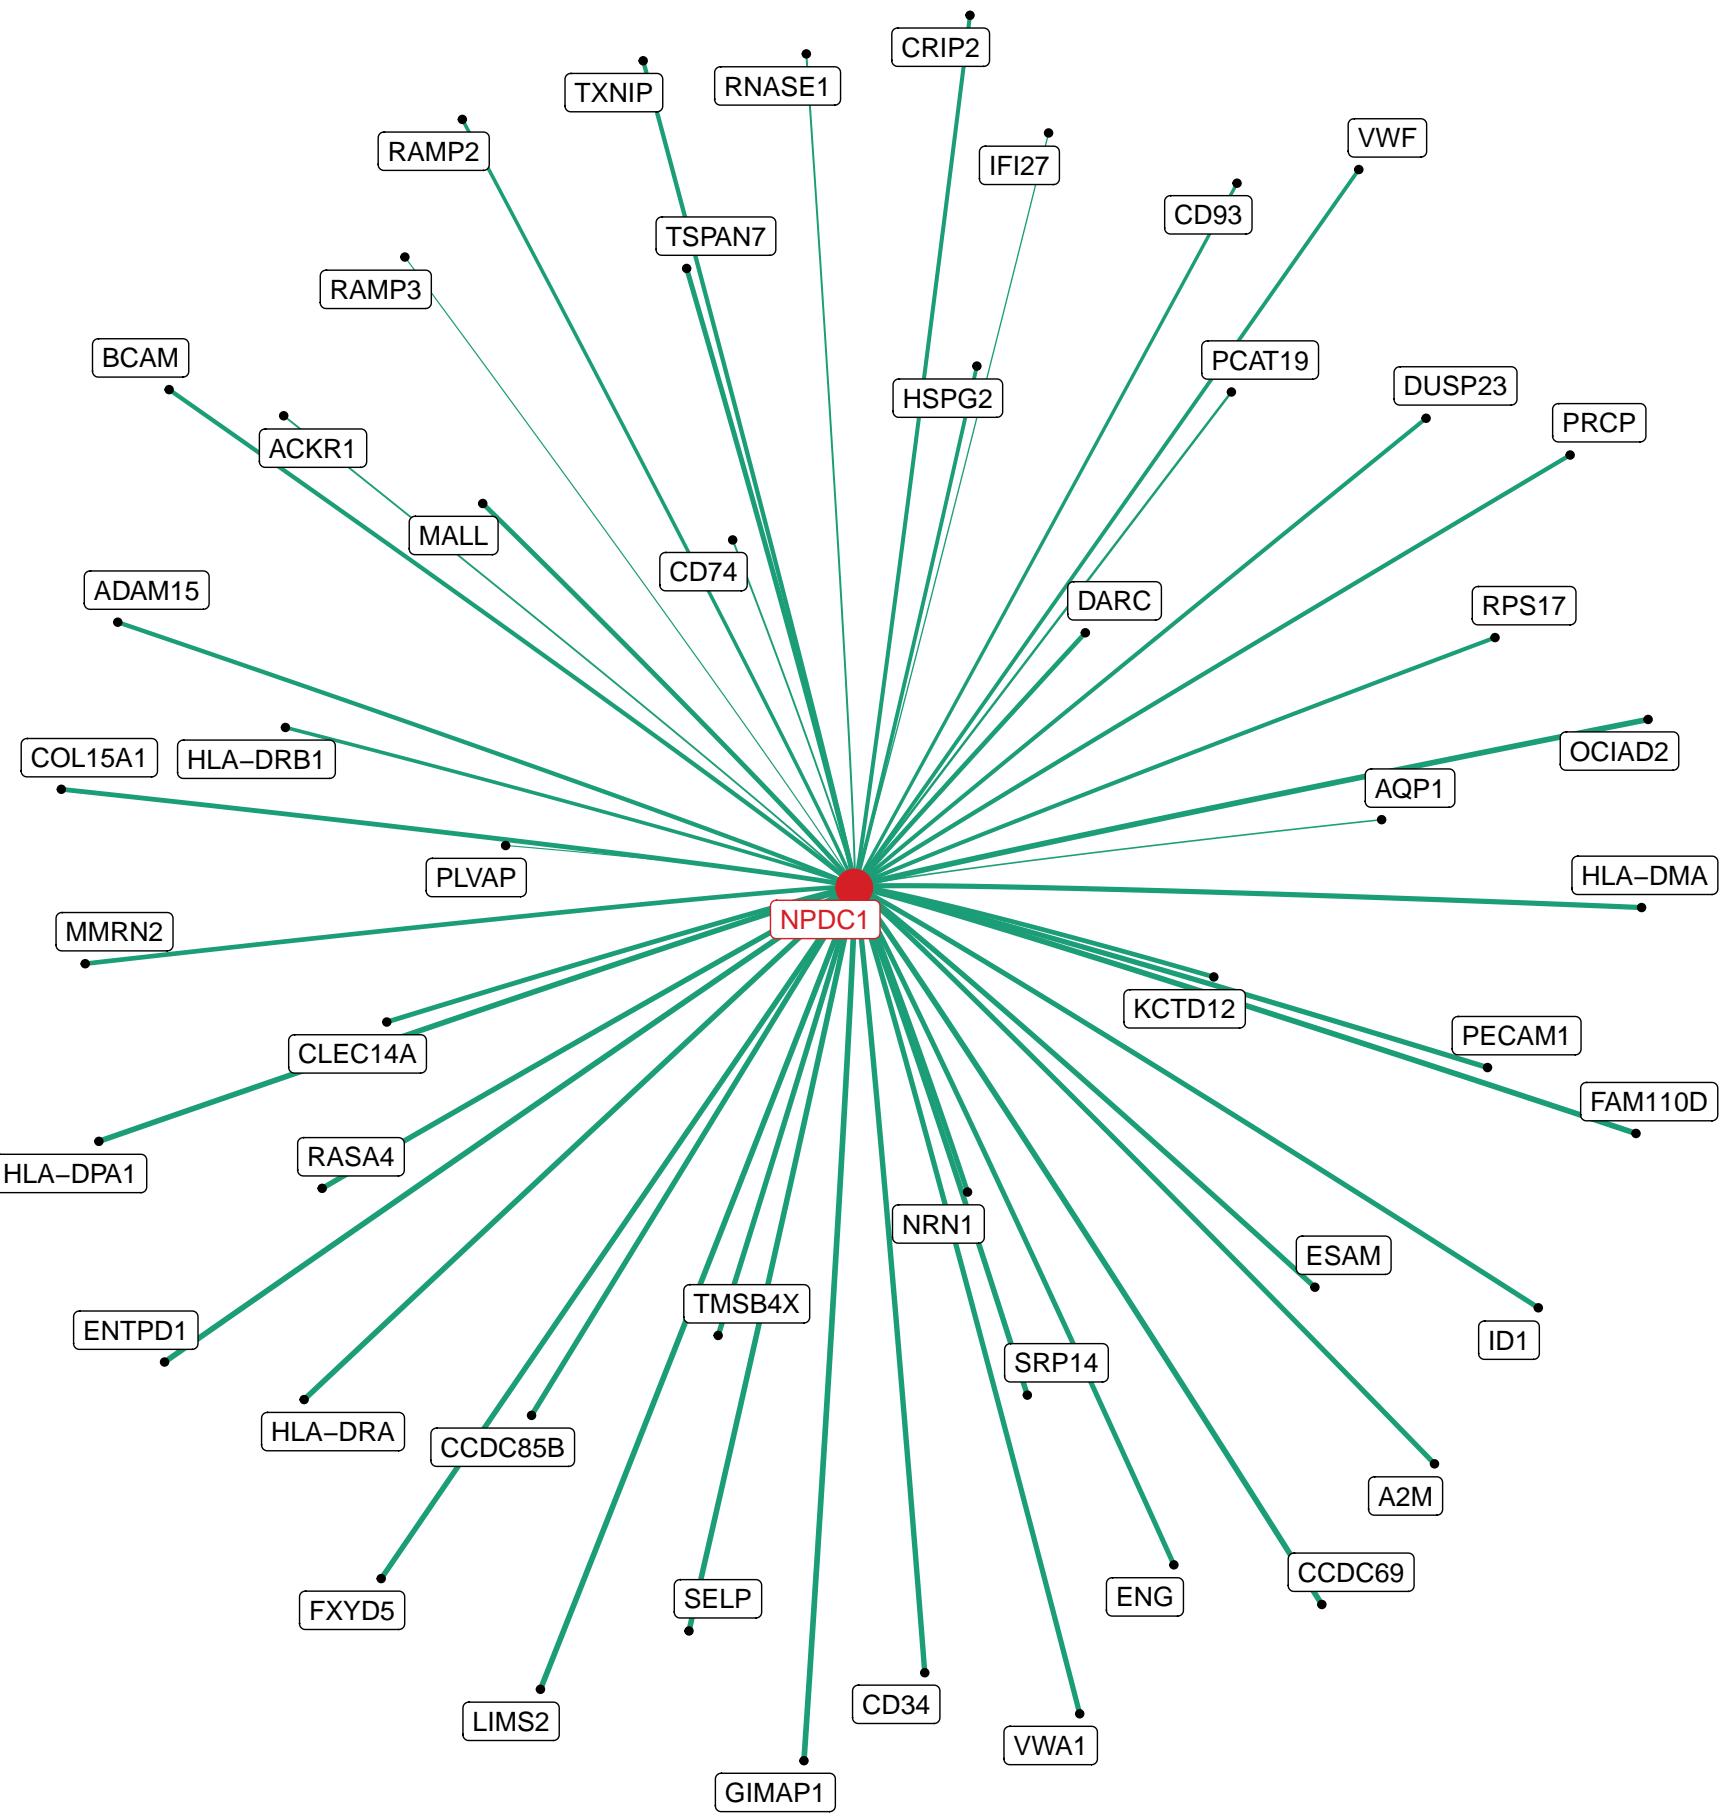 CRIP2
TXNIP
RNASE1
VWF
RAMP2
IFI27
CD93
TSPAN7
RAMP3
BCAM
PCAT19
DUSP23
HSPG2
PRCP
ACKR1
MALL
CD74
ADAM15
DARC
RPS17
COL15A1
HLA–DRB1
OCIAD2
AQP1
PLVAP
HLA–DMA
NPDC1
MMRN2
KCTD12
PECAM1
CLEC14A
FAM110D
RASA4
HLA–DPA1
NRN1
ESAM
TMSB4X
ENTPD1
ID1
SRP14
HLA–DRA
CCDC85B
A2M
CCDC69
ENG
SELP
FXYD5
CD34
LIMS2
VWA1
GIMAP1